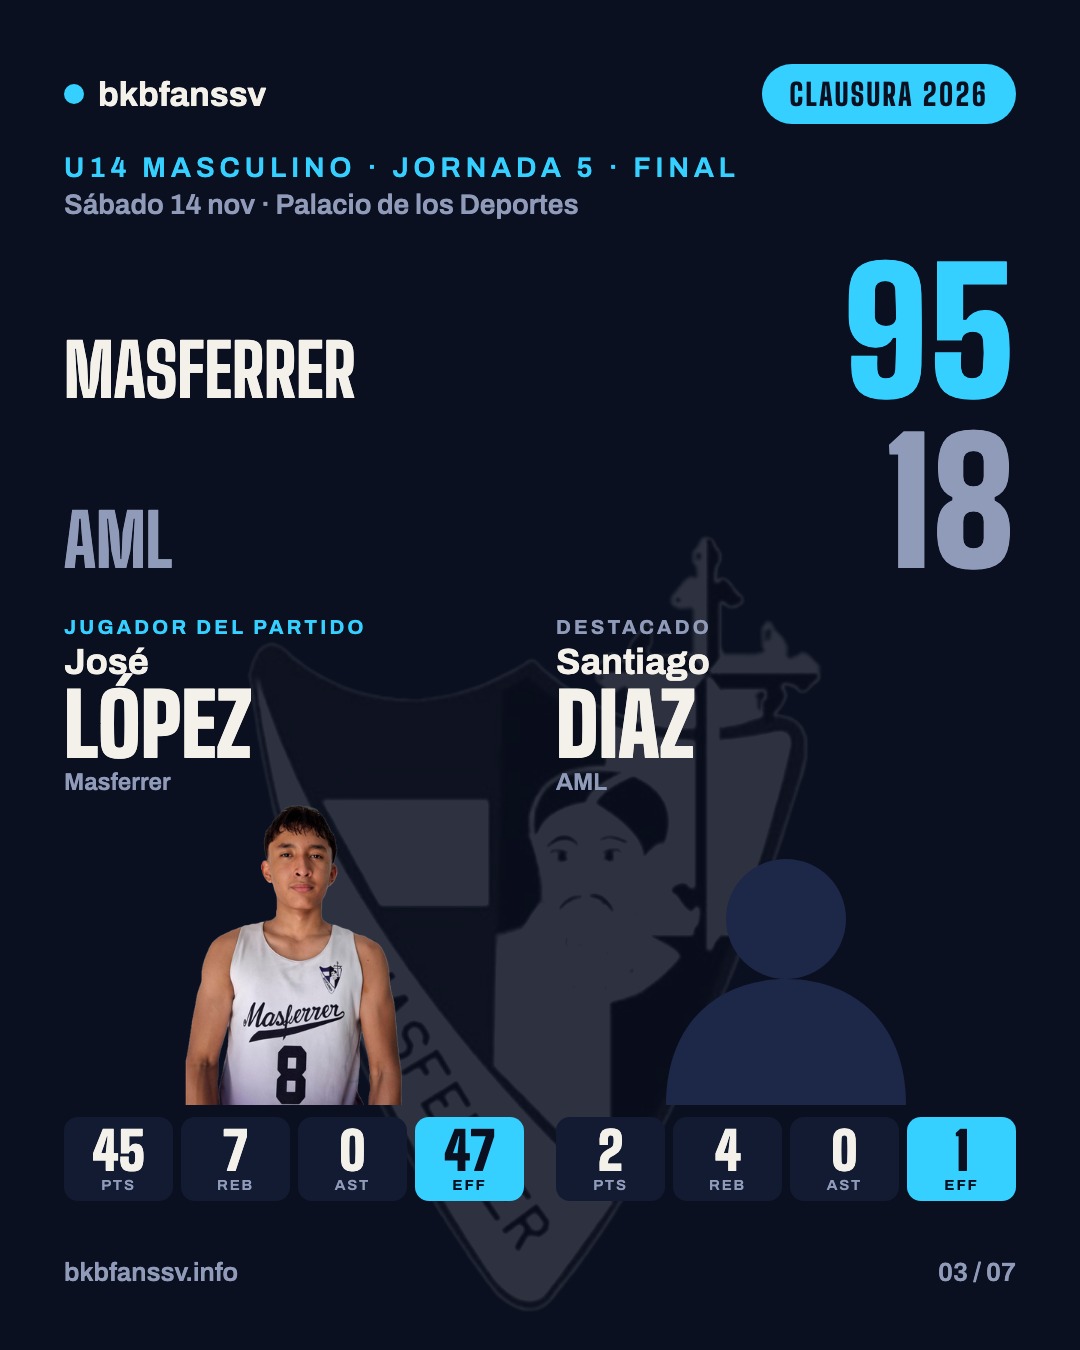 bkbfanssv
CLAUSURA 2026
U14 MASCULINO · JORNADA 5 · FINAL
Sábado 14 nov · Palacio de los Deportes
MASFERRER
95
AML
18
JUGADOR DEL PARTIDO
José
LÓPEZ
Masferrer
DESTACADO
Santiago
DIAZ
AML
Masferrer
8
MASFERRER
45
PTS
7
REB
0
AST
47
EFF
2
PTS
4
REB
0
AST
1
EFF
bkbfanssv.info
03 / 07